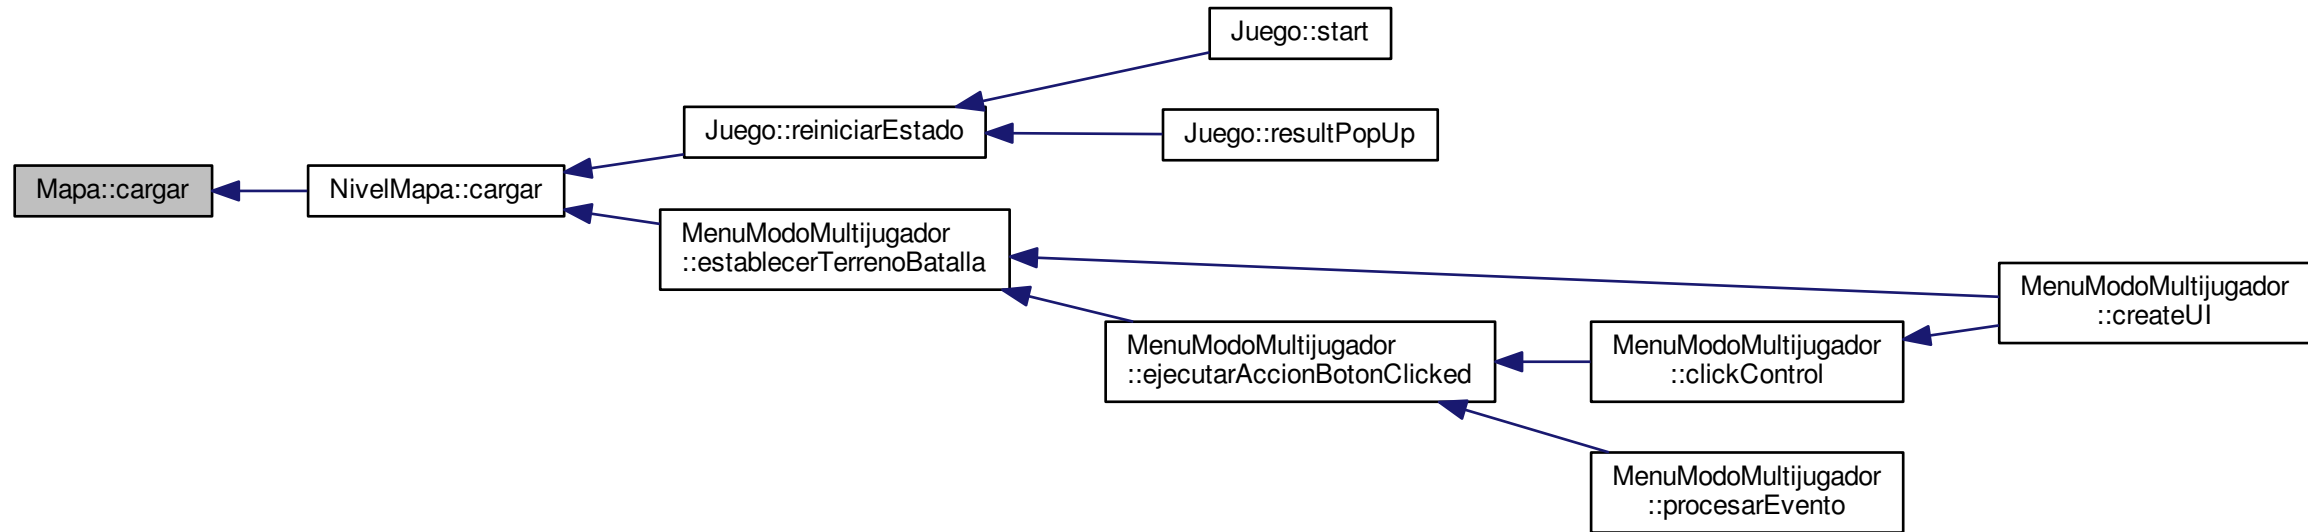 Juego::start
Juego::reiniciarEstado
Juego::resultPopUp
Mapa::cargar
NivelMapa::cargar
MenuModoMultijugador
::establecerTerrenoBatalla
MenuModoMultijugador
::createUI
MenuModoMultijugador
::ejecutarAccionBotonClicked
MenuModoMultijugador
::clickControl
MenuModoMultijugador
::procesarEvento